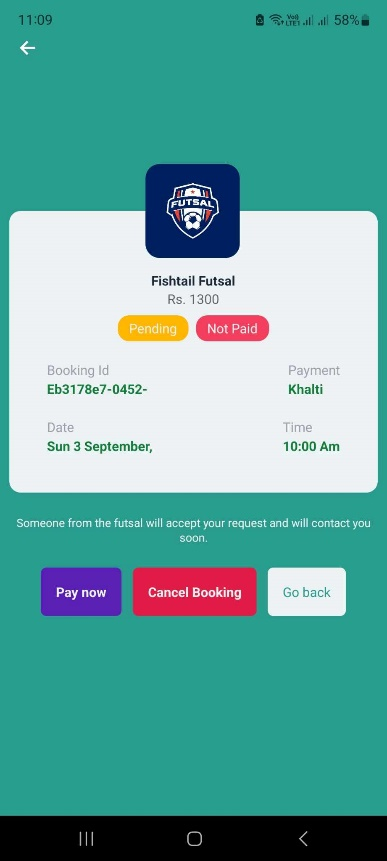 11:09
58%
FUTSAL
Fishtail Futsal
Rs. 1300
Pending Not Paid
Booking Id Payment
Eb3178e7-0452- Khalti
Date Time
Sun 3 September, 10:00 Am
Someone from the futsal will accept your request and will contact you
soon.
Pay now Cancel Booking Go back